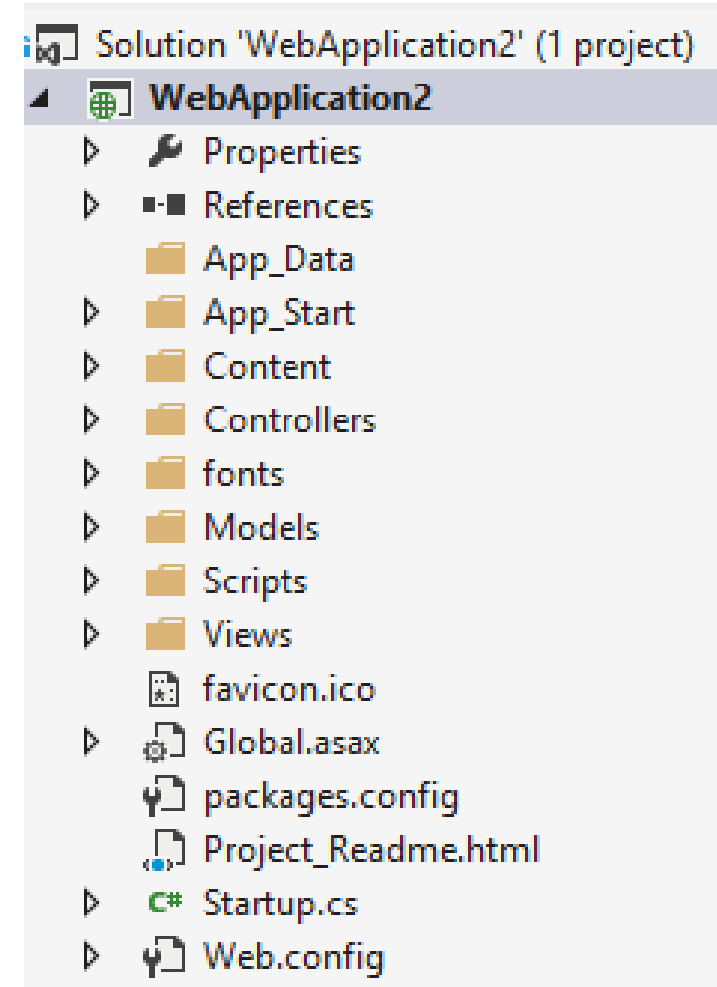 Solution 'WebApplication2' (1 project)
WebApplication2
Properties
References
App_Data
App_Start
Content
Controllers
fonts
Models
Scripts
Views
favicon.ico
Global.asax
packages.config
Project_Readme.html
C# Startup.cs
Web.config